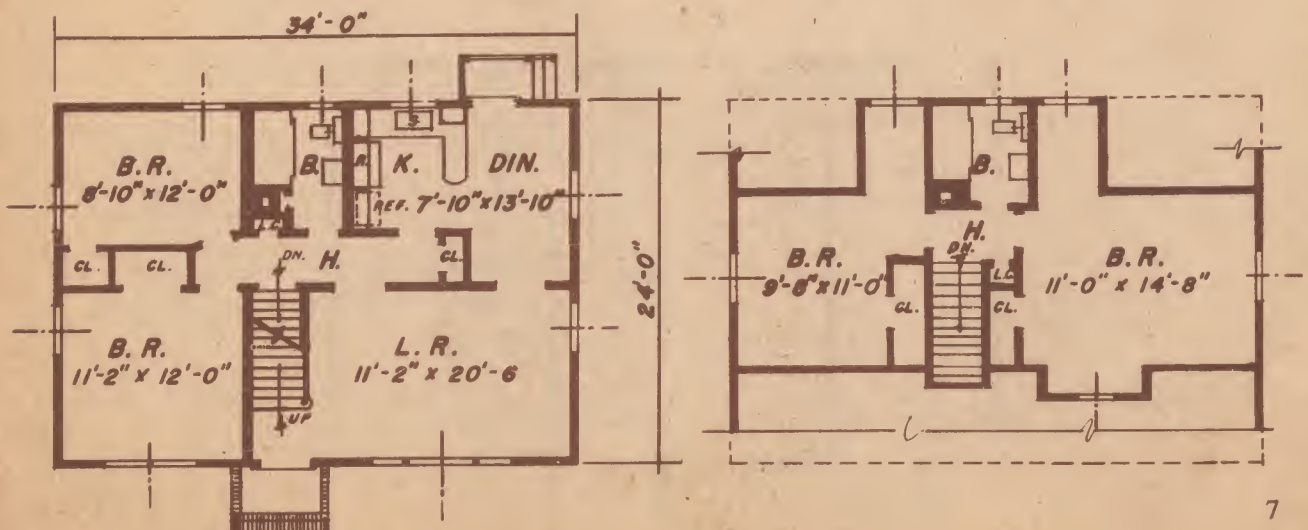 34'-0"
B.R.
8'-10" x 12'-0"
B.
R.
K.
DIN.
REF. 7'-10" x 13'-10"
L.C.
CL.
CL.
DN.
H.
CL.
B.R.
11'-2" x 12'-0"
L.R.
11'-2" x 20'-6
UP
24'-0"
B.
H.
DN.
B.R.
9'-8" x 11'-0"
L.C.
B.R.
11'-0" x 14'-8"
CL.
CL.
7